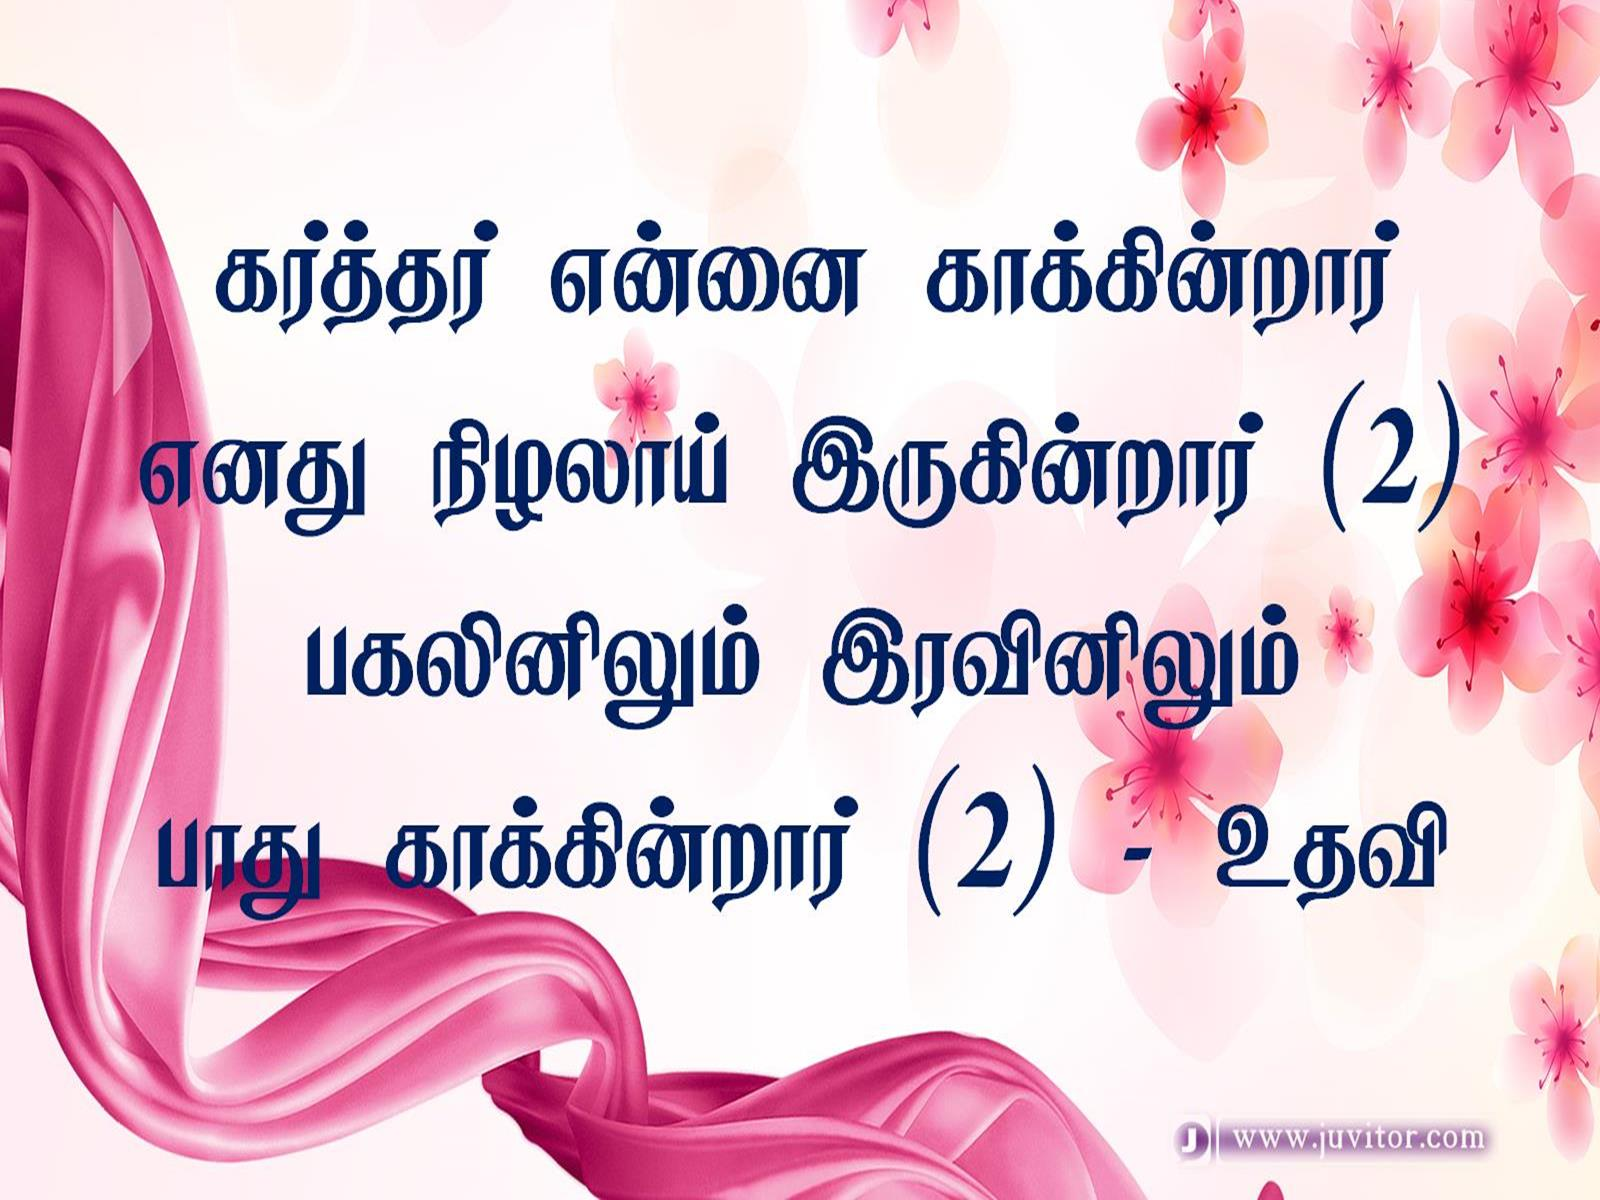 கர்த்தர் என்னை காக்கின்றார்
எனது நிழலாய் இருகின்றார் (2)
பகலினிலும் இரவினிலும்
பாது காக்கின்றார் (2) - உதவி
J www.juvitor.com